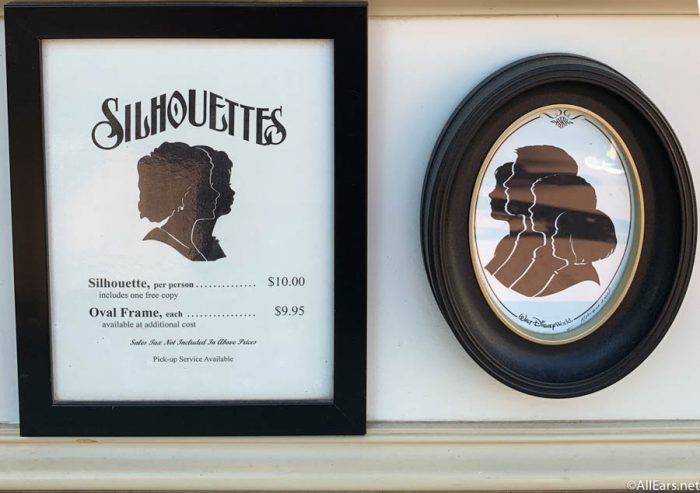 SILHOUETTES
Silhouette, per person .............. $10.00
includes one free copy
Oval Frame, each ................. $9.95
available at additional cost
Sales Tax Not Included In Above Prices
Pick-up Service Available
Walt Disney World.
©AllEars.net